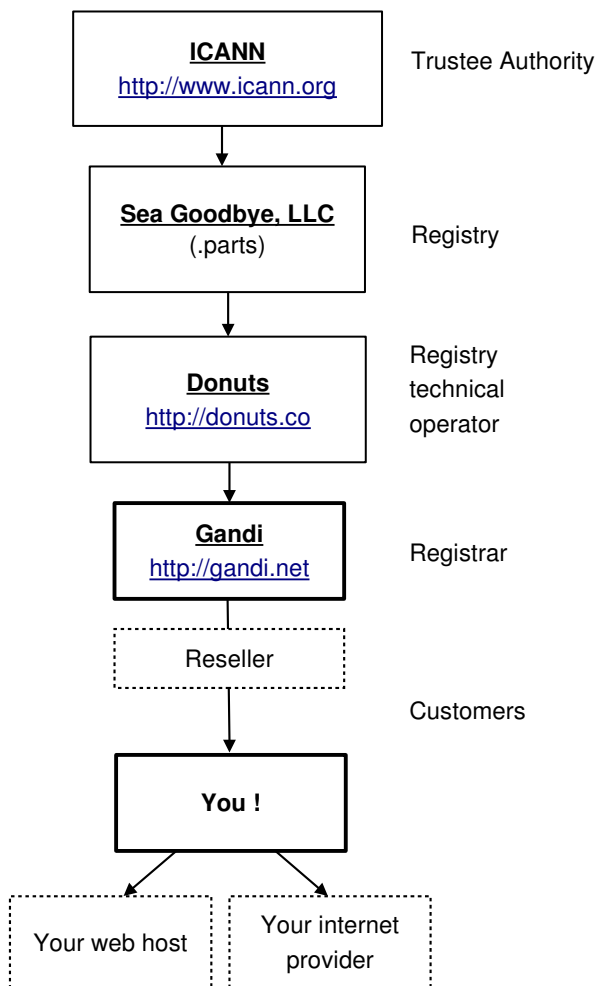 ICANN
http://www.icann.org
Trustee Authority
Sea Goodbye, LLC
(.parts)
Registry
Donuts
http://donuts.co
Registry
technical
operator
Gandi
http://gandi.net
Registrar
Reseller
Customers
You !
Your web host
Your internet
provider